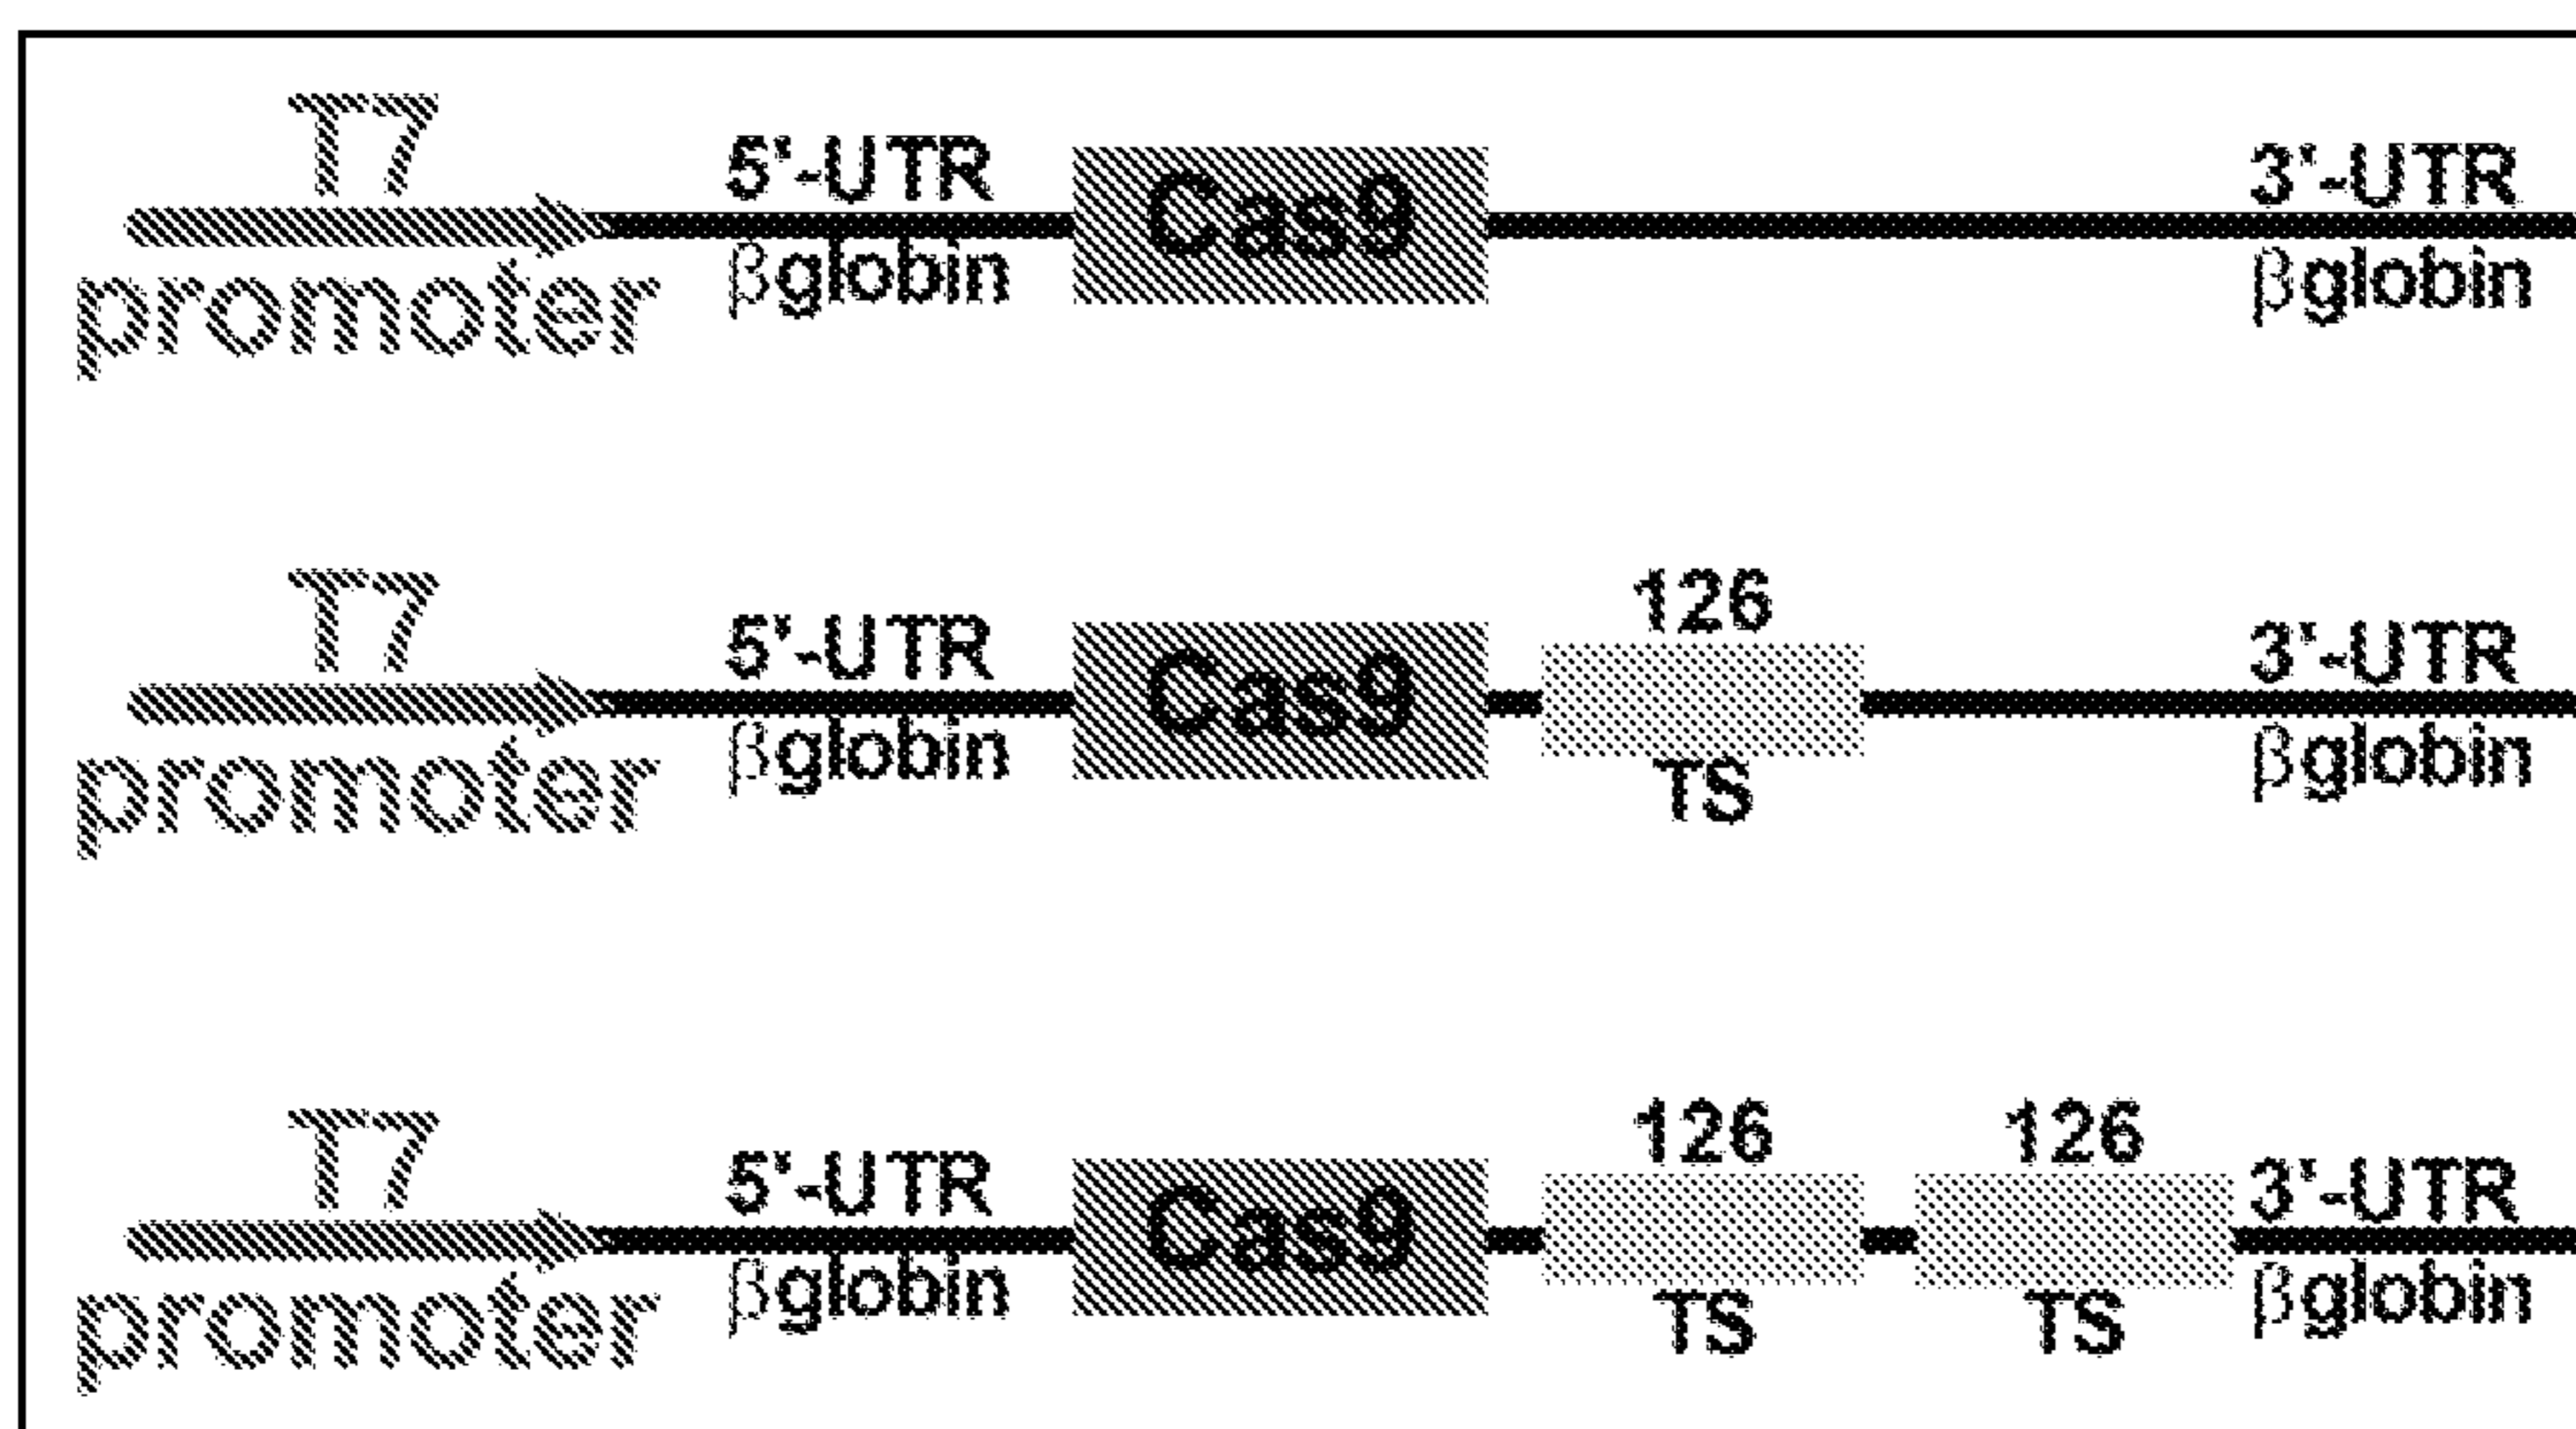 T7
promoter
5'-UTR
βglobin
Cas9
3'-UTR
βglobin
T7
promoter
5'-UTR
βglobin
Cas9
126
TS
3'-UTR
βglobin
T7
promoter
5'-UTR
βglobin
Cas9
126
TS
126
TS
3'-UTR
βglobin